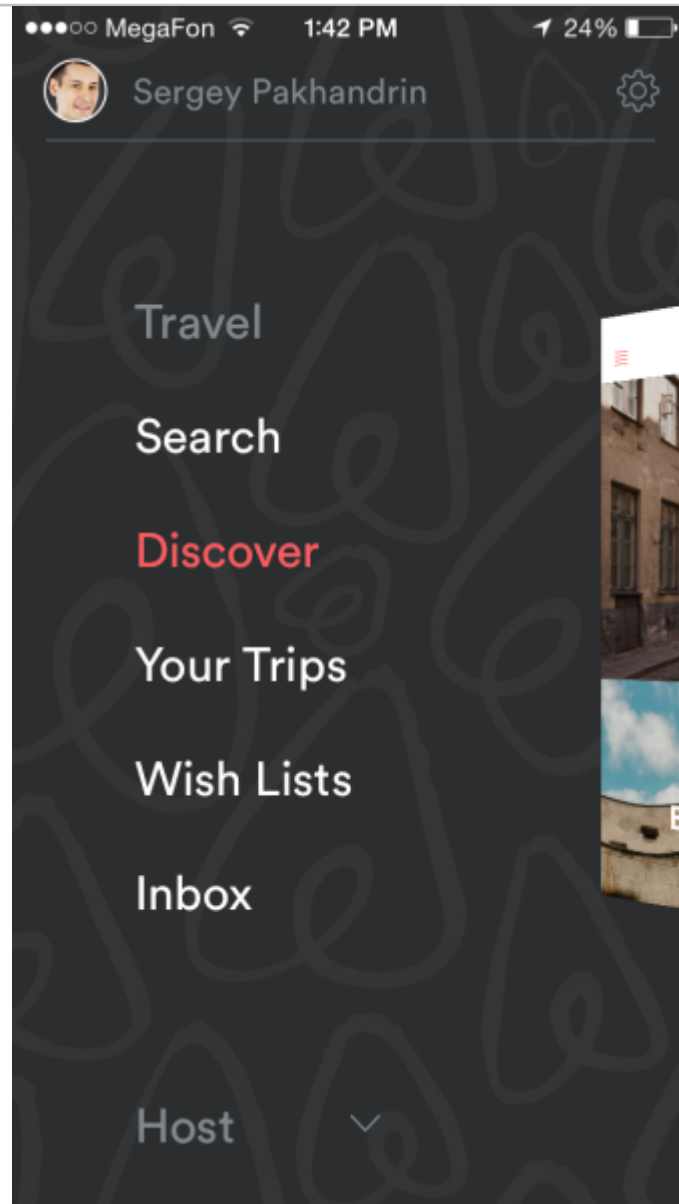 MegaFon 1:42 PM 24%
Sergey Pakhandrin
Travel
Search
Discover
Your Trips
Wish Lists
Inbox
Host